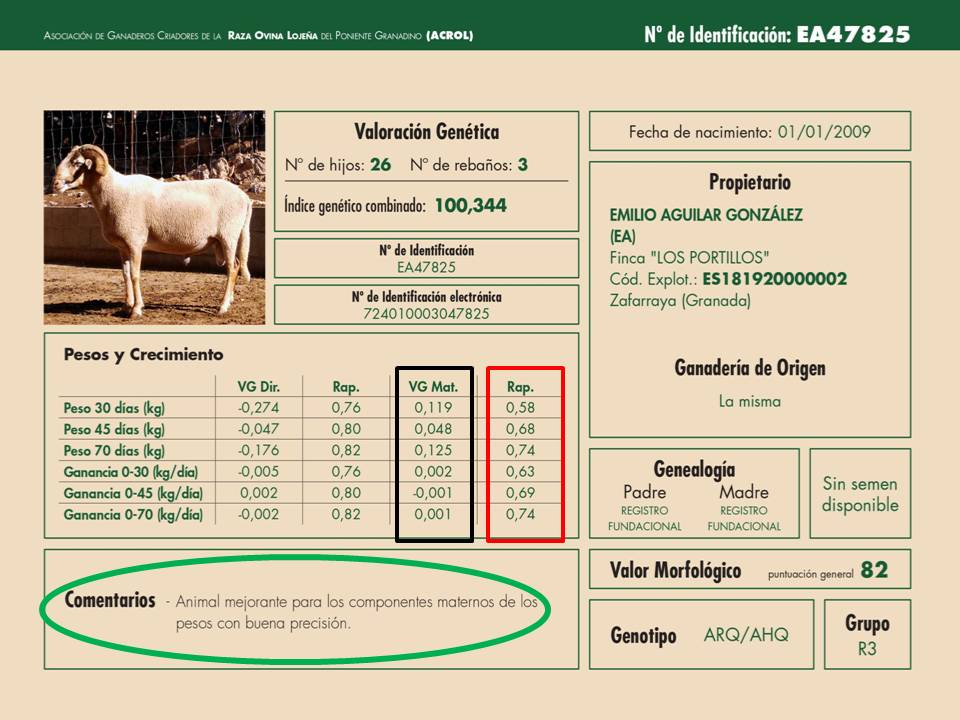 Asociación de Ganaderos Criadores de la Raza Ovina Lojeña del Poniente Granadino (ACROL)
Nº de Identificación: EA47825
Valoración Genética
Nº de hijos: 26 Nº de rebaños: 3
Índice genético combinado: 100,344
Nº de Identificación
EA47825
Nº de Identificación electrónica
724010003047825
Fecha de nacimiento: 01/01/2009
Propietario
EMILIO AGUILAR GONZÁLEZ
(EA)
Finca "LOS PORTILLOS"
Cód. Explot.: ES181920000002
Zafarraya (Granada)
Ganadería de Origen
La misma
Pesos y Crecimiento
VG Dir. Rap. VG Mat. Rap.
Peso 30 días (kg) -0,274 0,76 0,119 0,58
Peso 45 días (kg) -0,047 0,80 0,048 0,68
Peso 70 días (kg) -0,176 0,82 0,125 0,74
Ganancia 0-30 (kg/día) -0,005 0,76 0,002 0,63
Ganancia 0-45 (kg/día) 0,002 0,80 -0,001 0,69
Ganancia 0-70 (kg/día) -0,002 0,82 0,001 0,74
Genealogía
Padre Madre
REGISTRO REGISTRO
FUNDACIONAL FUNDACIONAL
Sin semen
disponible
Comentarios - Animal mejorante para los componentes maternos de los
pesos con buena precisión.
Valor Morfológico puntuación general 82
Genotipo ARQ/AHQ
Grupo
R3